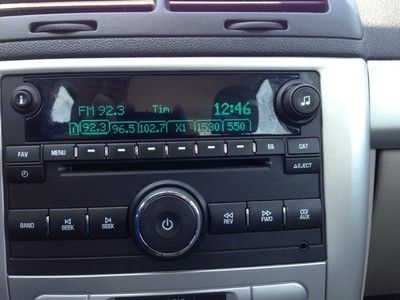 FM 92.3 Tim 12:46
92.3 96.5 102.7 X1 1530 550
FAV MENU EQ CAT
EJECT
BAND SEEK SEEK REV FWD AUX